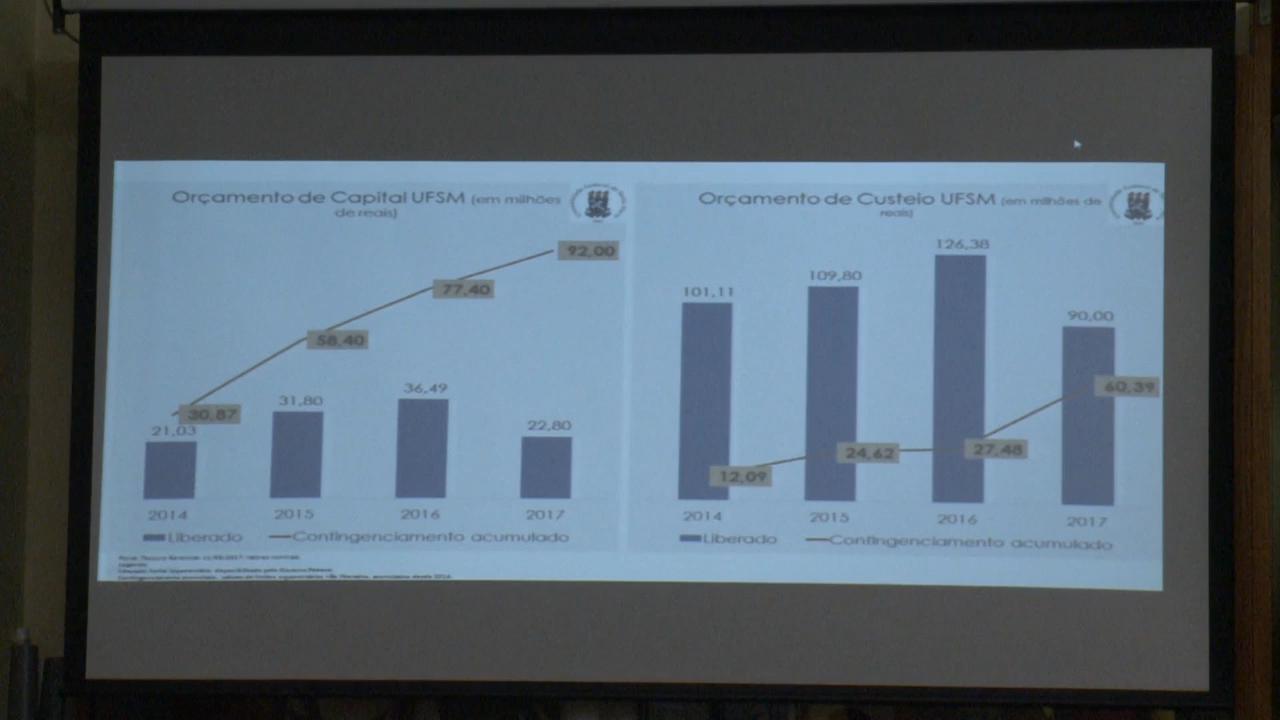 Orçamento de Capital UFSM (em milhões
de reais)
92,00
77,40
58,40
30,87
36,49
31,80
21,03
22,80
2014 2015 2016 2017
Liberado Contingenciamento acumulado
Orçamento de Custeio UFSM (em milhões de
reais)
126,38
109,80
101,11
90,00
60,39
27,48
24,62
12,09
2014 2015 2016 2017
Liberado Contingenciamento acumulado